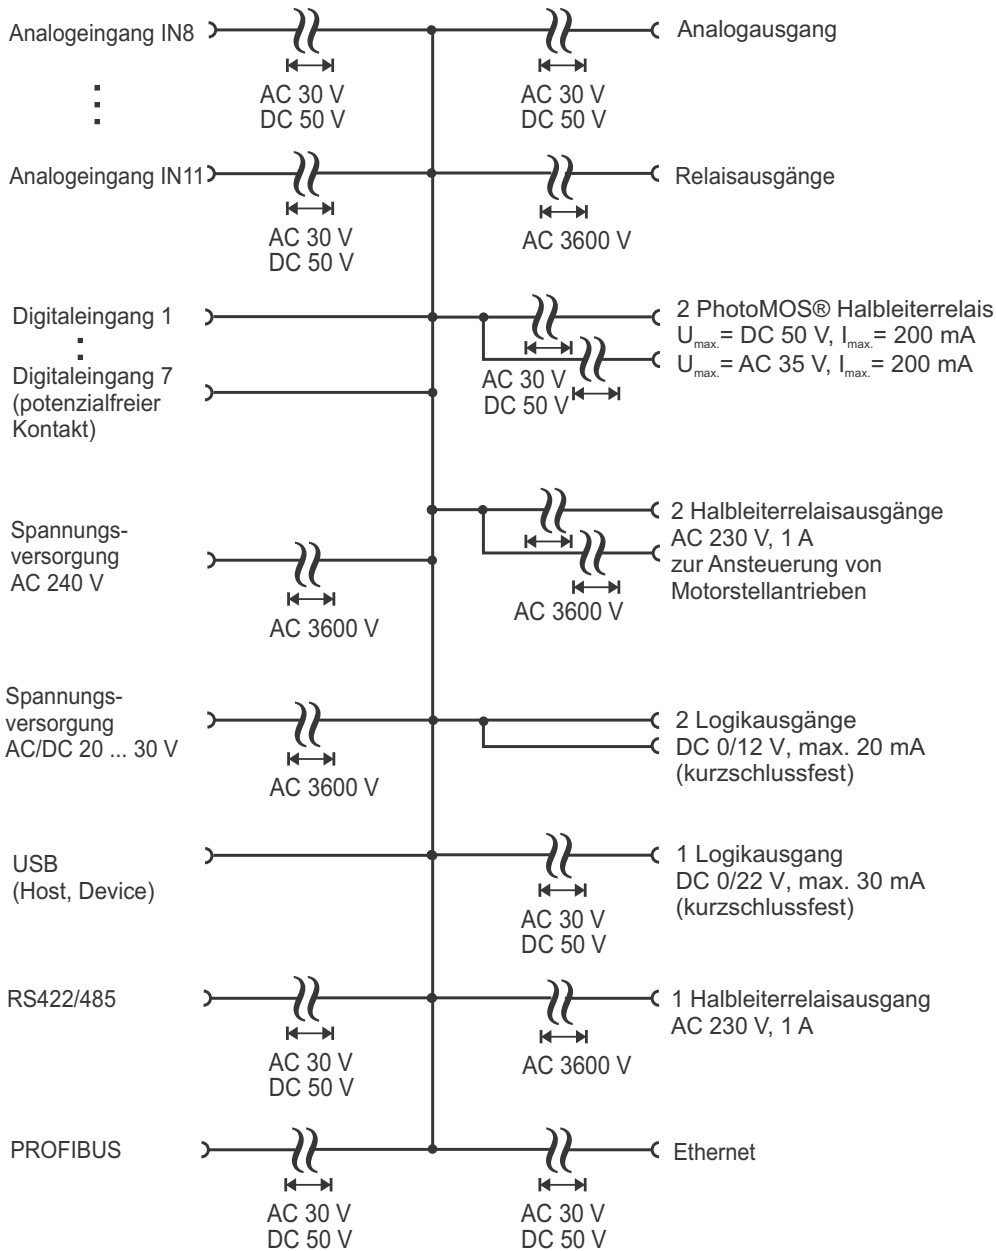 Analogeingang IN8
AC 30 V
DC 50 V
Analogausgang
AC 30 V
DC 50 V
Analogeingang IN11
AC 30 V
DC 50 V
Relaisausgänge
AC 3600 V
Digitaleingang 1
Digitaleingang 7
(potenzialfreier
Kontakt)
2 PhotoMOS® Halbleiterrelais
Umax.= DC 50 V, Imax.= 200 mA
Umax.= AC 35 V, Imax.= 200 mA
AC 30 V
DC 50 V
Spannungs-
versorgung
AC 240 V
AC 3600 V
2 Halbleiterrelaisausgänge
AC 230 V, 1 A
zur Ansteuerung von
Motorstellantrieben
AC 3600 V
Spannungs-
versorgung
AC/DC 20 ... 30 V
AC 3600 V
2 Logikausgänge
DC 0/12 V, max. 20 mA
(kurzschlussfest)
USB
(Host, Device)
1 Logikausgang
DC 0/22 V, max. 30 mA
(kurzschlussfest)
AC 30 V
DC 50 V
RS422/485
AC 30 V
DC 50 V
1 Halbleiterrelaisausgang
AC 230 V, 1 A
AC 3600 V
PROFIBUS
AC 30 V
DC 50 V
Ethernet
AC 30 V
DC 50 V